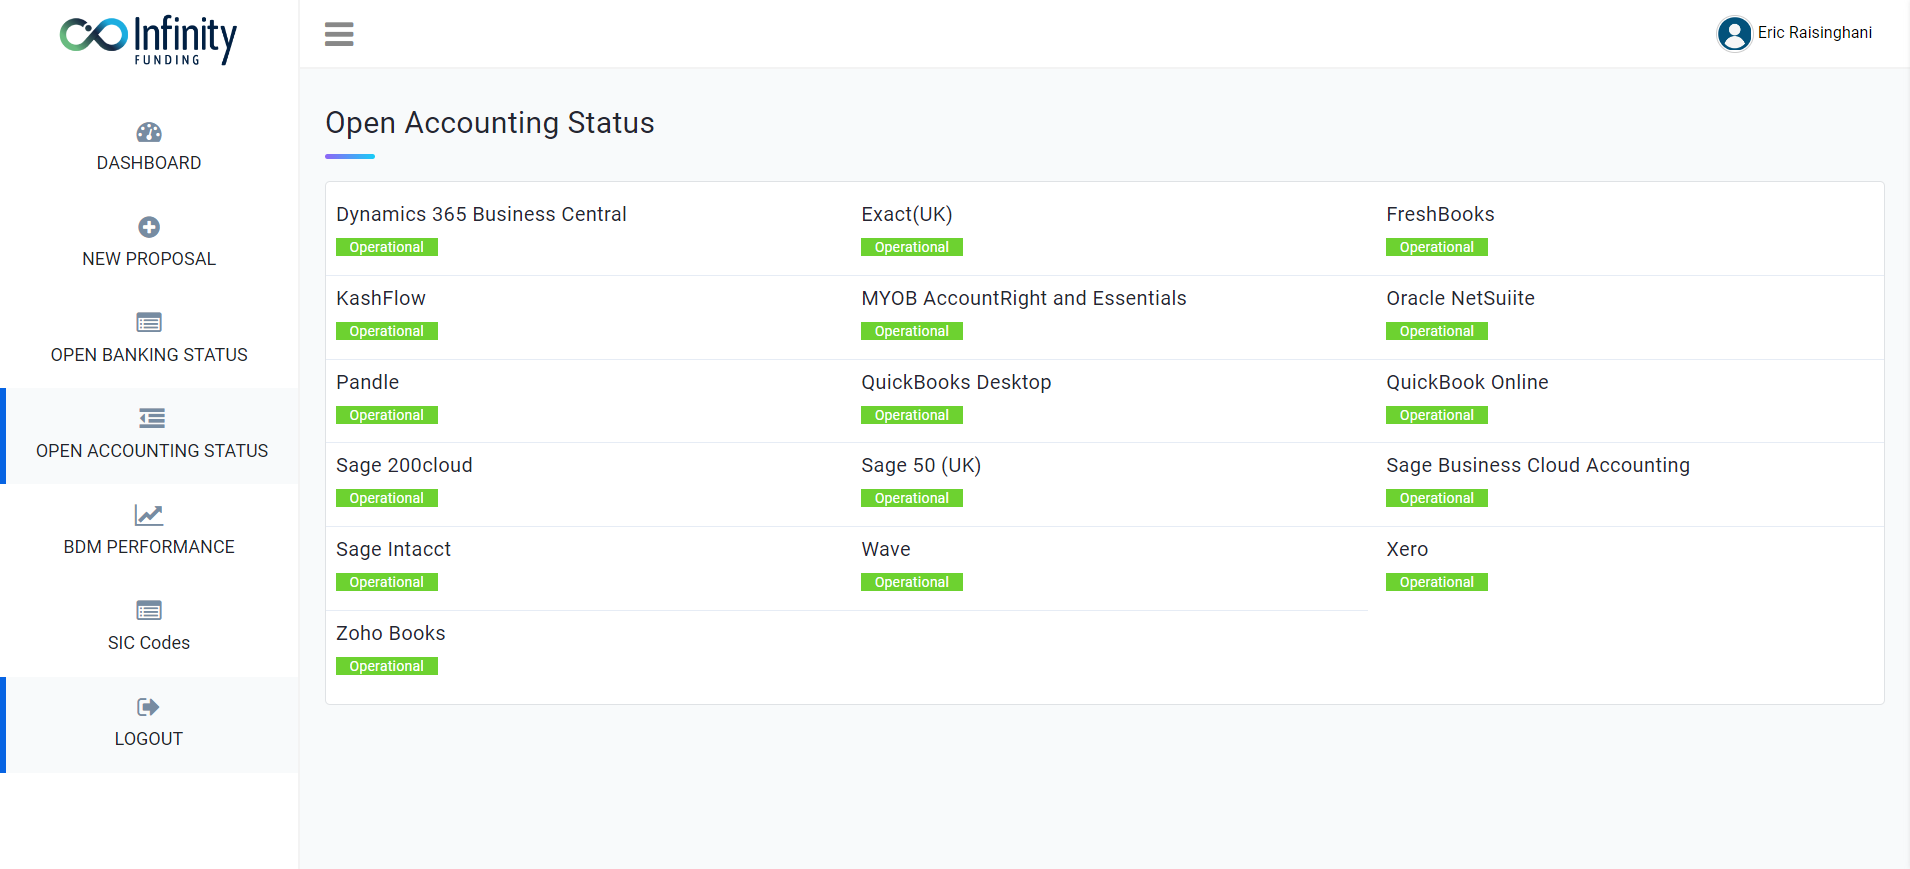 Infinity
FUNDING
Eric Raisinghani
DASHBOARD
NEW PROPOSAL
OPEN BANKING STATUS
OPEN ACCOUNTING STATUS
BDM PERFORMANCE
SIC Codes
LOGOUT
Open Accounting Status
Dynamics 365 Business Central
Operational
Exact(UK)
Operational
FreshBooks
Operational
KashFlow
Operational
MYOB AccountRight and Essentials
Operational
Oracle NetSuiite
Operational
Pandle
Operational
QuickBooks Desktop
Operational
QuickBook Online
Operational
Sage 200cloud
Operational
Sage 50 (UK)
Operational
Sage Business Cloud Accounting
Operational
Sage Intacct
Operational
Wave
Operational
Xero
Operational
Zoho Books
Operational